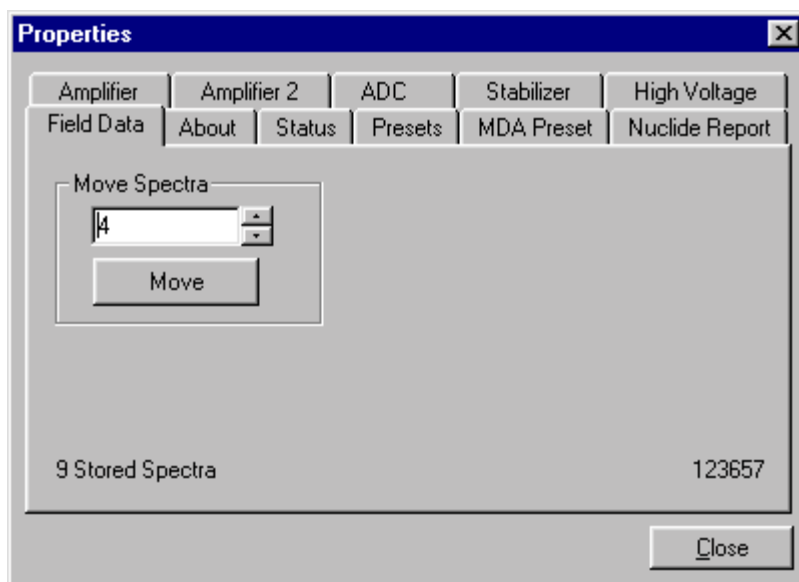 Properties
Amplifier Amplifier 2 ADC Stabilizer High Voltage
Field Data About Status Presets MDA Preset Nuclide Report
Move Spectra
4
Move
9 Stored Spectra 123657
Close